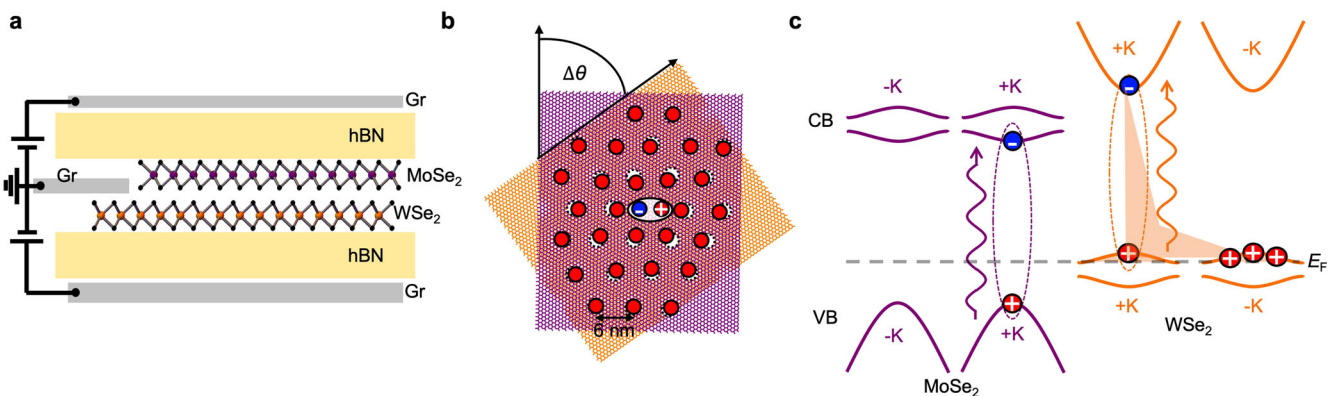 a
Gr
hBN
Gr
MoSe2
WSe2
hBN
Gr
b
Δθ
6 nm
c
+K
-K
-K
+K
CB
EF
VB
-K
+K
+K
-K
WSe2
MoSe2